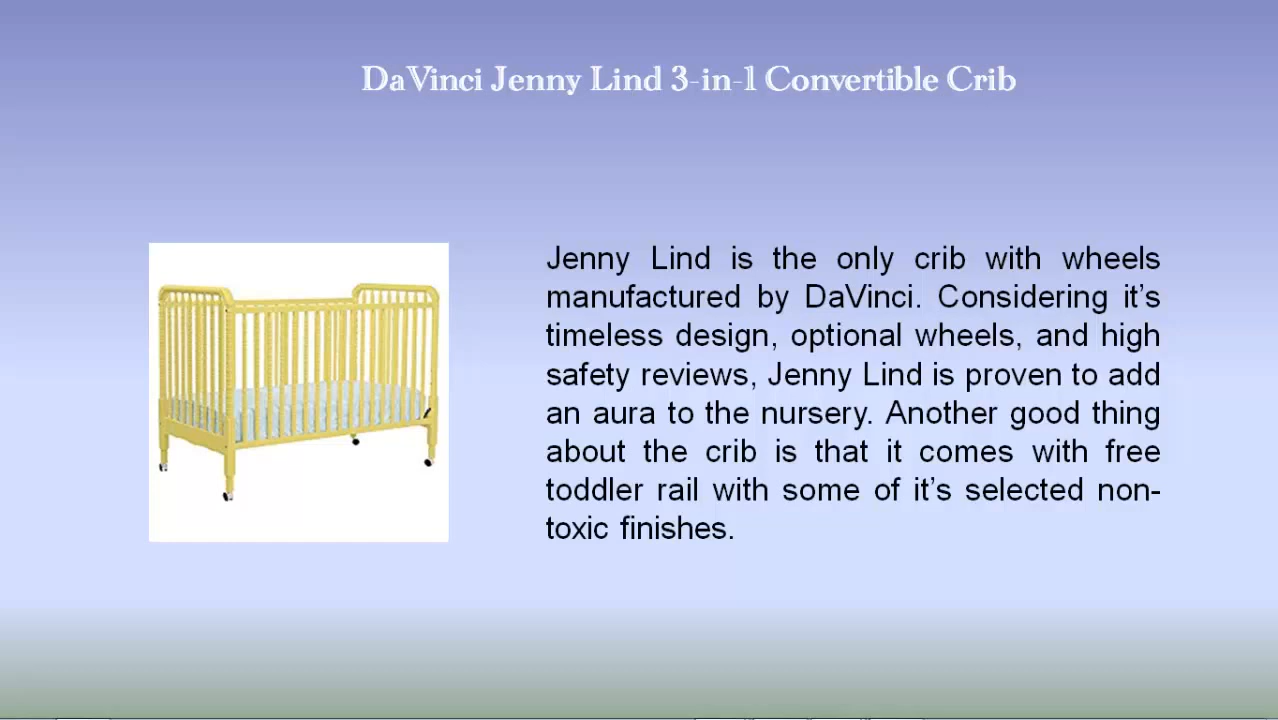 DaVinci Jenny Lind 3-in-1 Convertible Crib
Jenny Lind is the only crib with wheels
manufactured by DaVinci. Considering it’s
timeless design, optional wheels, and high
safety reviews, Jenny Lind is proven to add
an aura to the nursery. Another good thing
about the crib is that it comes with free
toddler rail with some of it’s selected non-
toxic finishes.